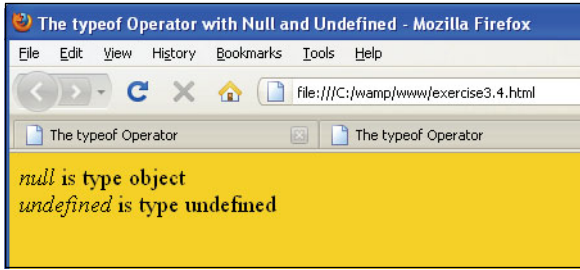 The typeof Operator with Null and Undefined - Mozilla Firefox
File Edit View History Bookmarks Tools Help
file:///C:/wamp/www/exercise3.4.html
The typeof Operator The typeof Operator
null is type object
undefined is type undefined